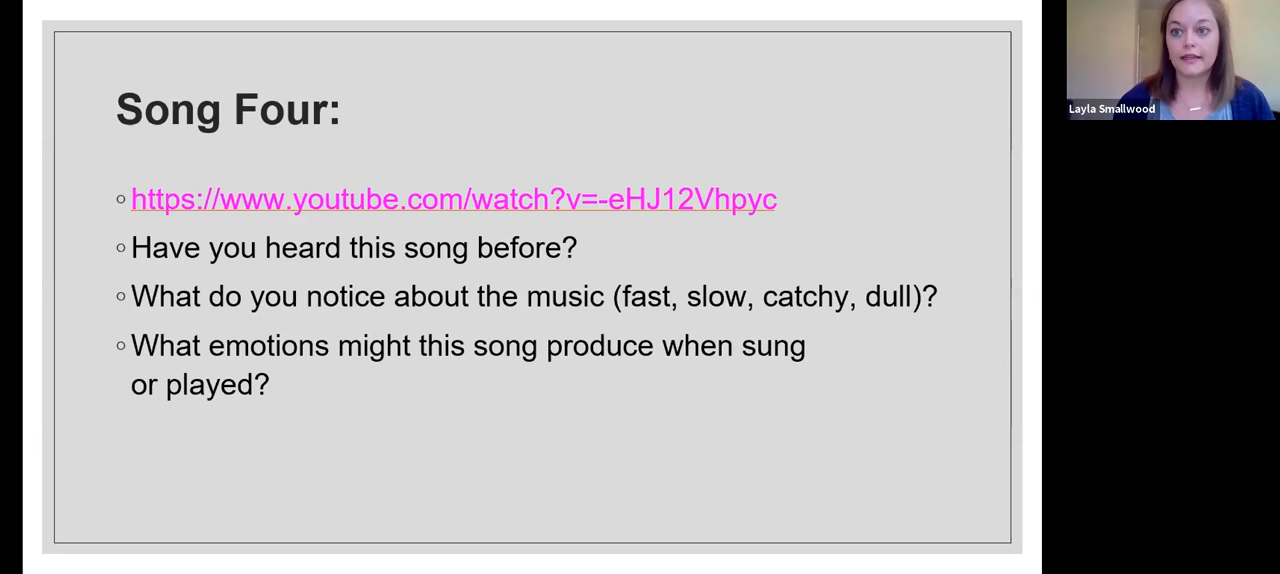 Song Four:
https://www.youtube.com/watch?v=-eHJ12Vhpyc
Have you heard this song before?
What do you notice about the music (fast, slow, catchy, dull)?
What emotions might this song produce when sung
or played?
Layla Smallwood